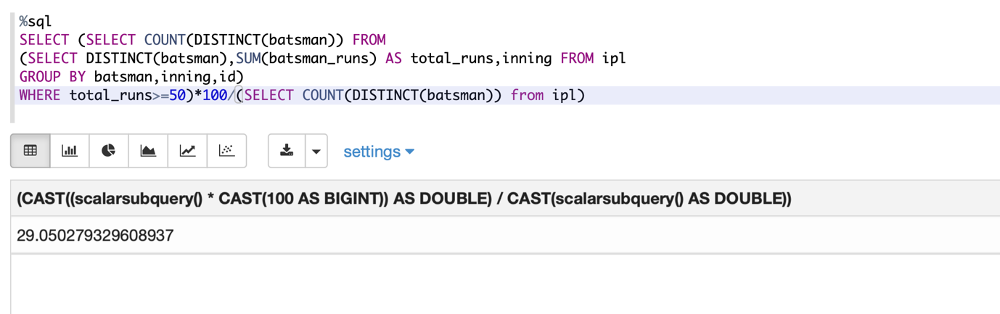 %sql
SELECT (SELECT COUNT(DISTINCT(batsman)) FROM
(SELECT DISTINCT(batsman),SUM(batsman_runs) AS total_runs,inning FROM ipl
GROUP BY batsman,inning,id)
WHERE total_runs>=50)*100/(SELECT COUNT(DISTINCT(batsman)) from ipl)
settings
(CAST((scalarsubquery() * CAST(100 AS BIGINT)) AS DOUBLE) / CAST(scalarsubquery() AS DOUBLE))
29.050279329608937